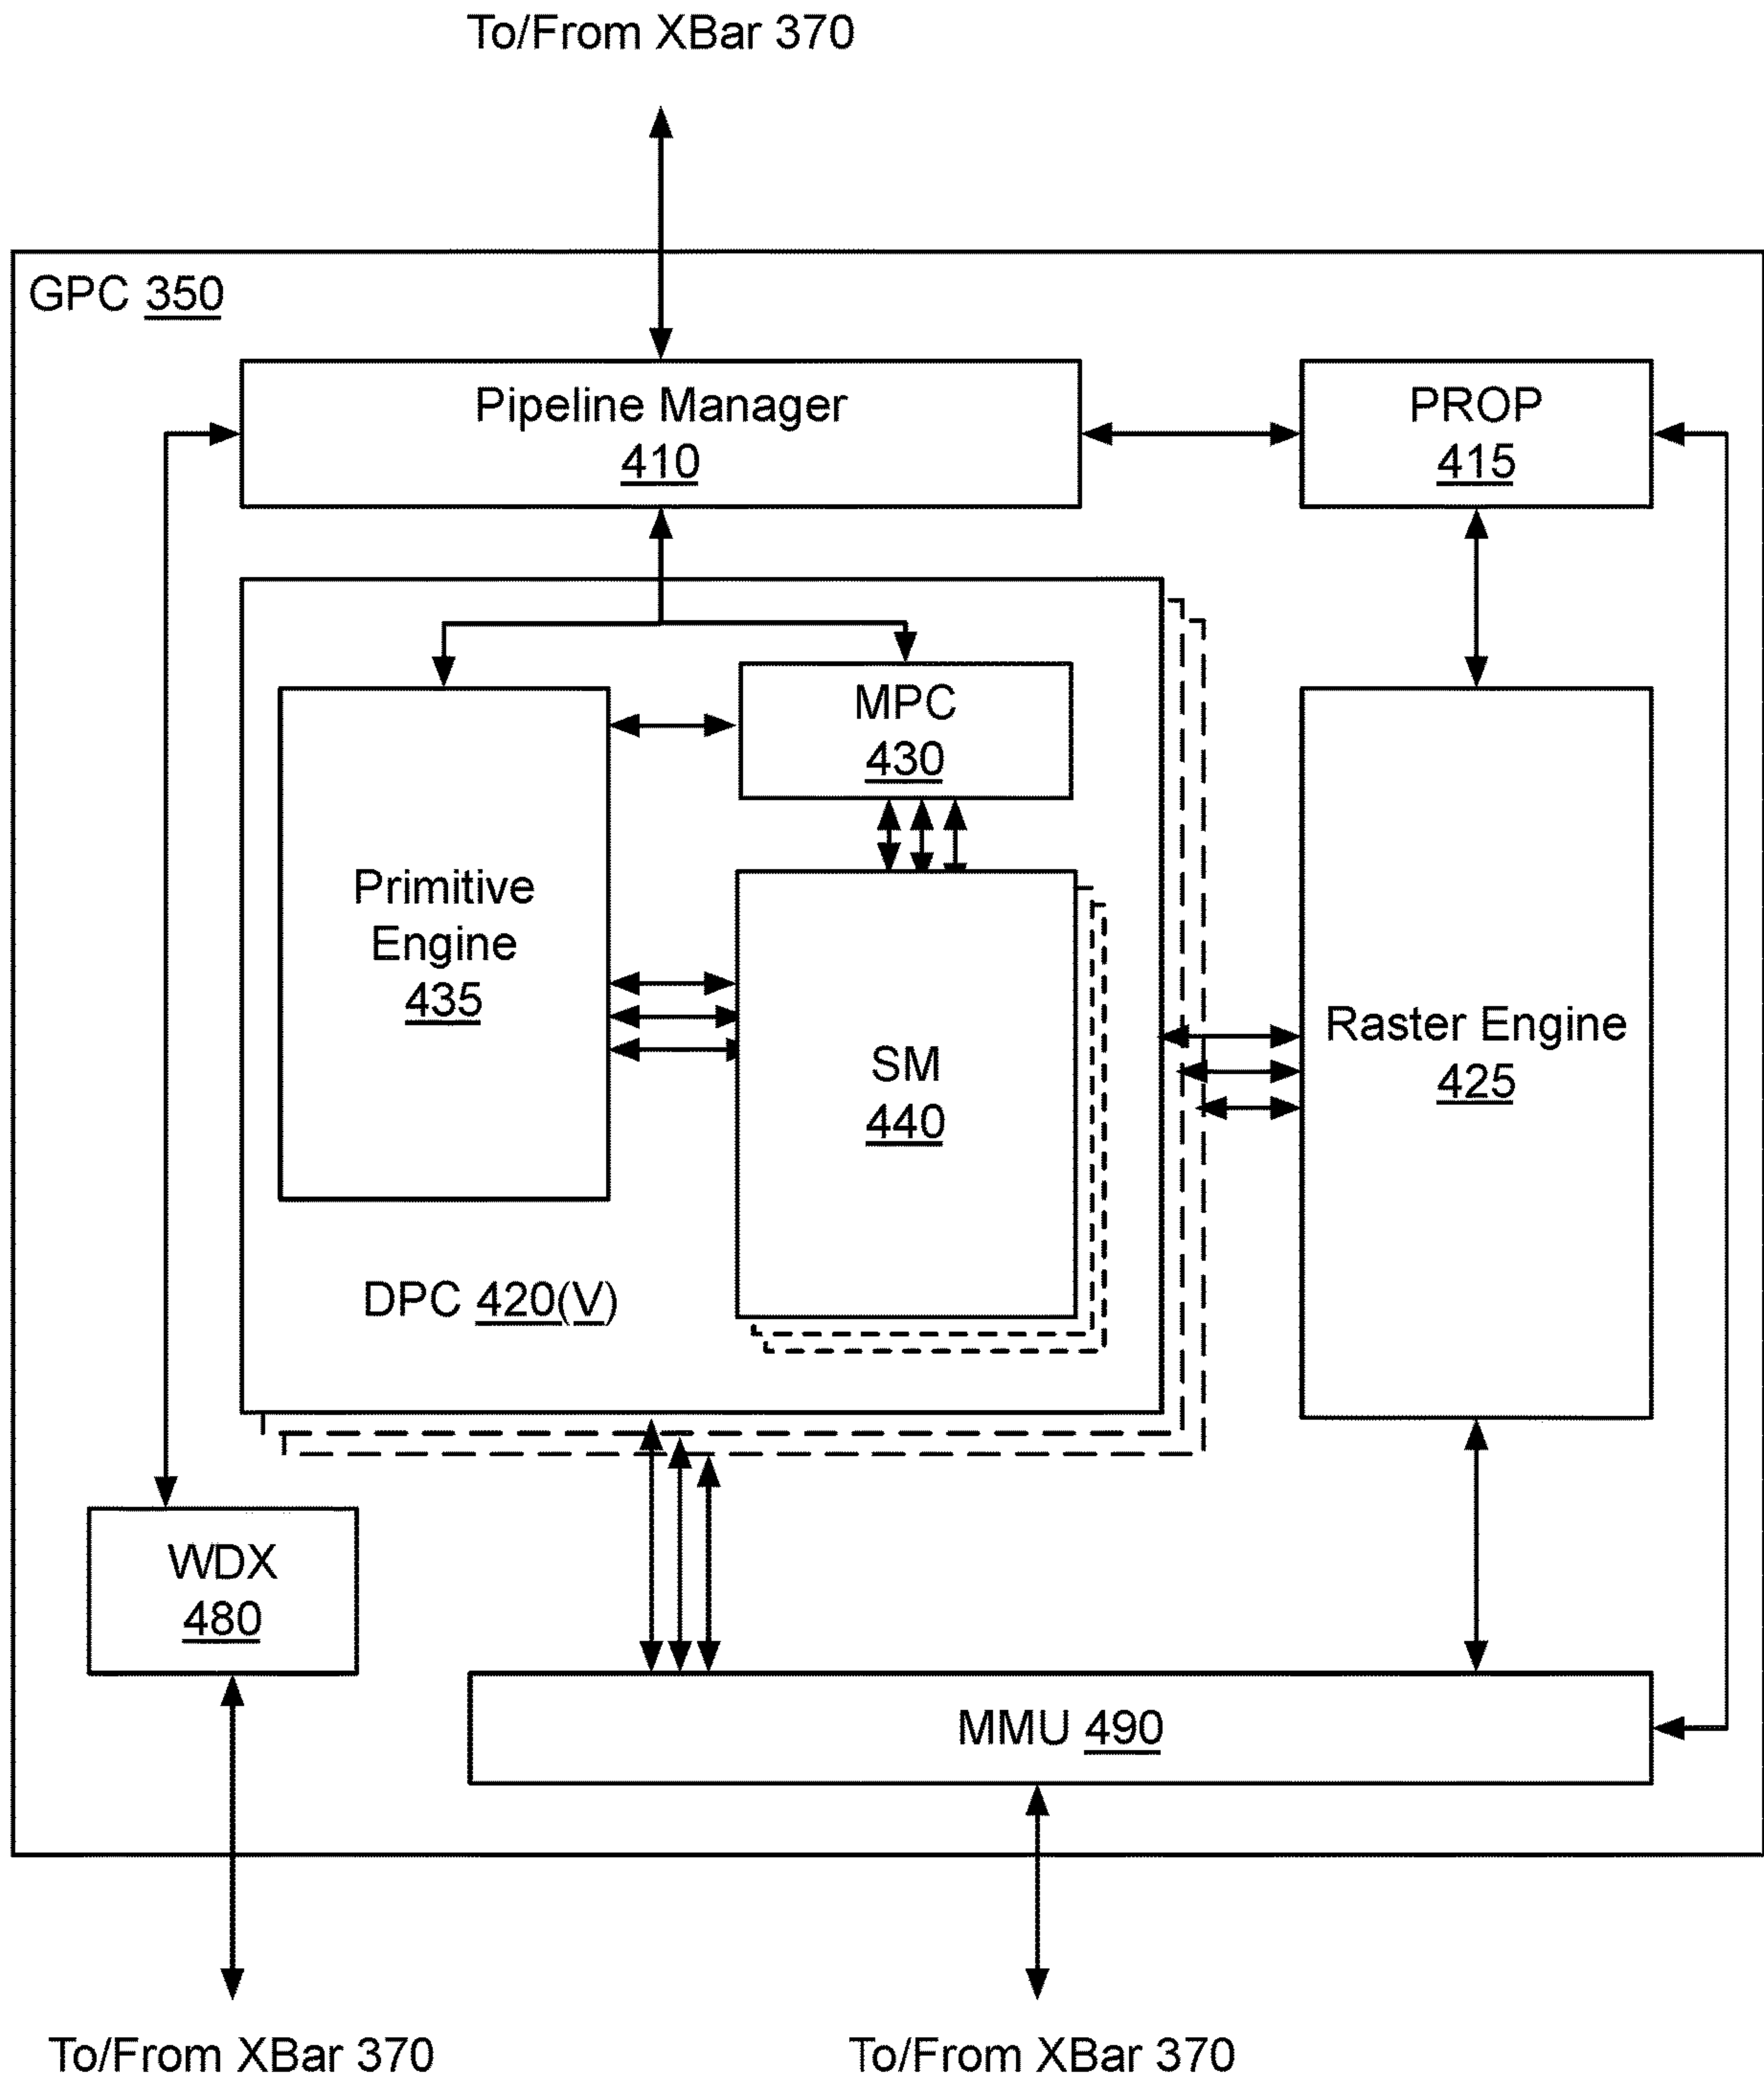 To/From XBar 370
GPC 350
Pipeline Manager
410
PROP
415
MPC
430
Primitive
Engine
435
SM
440
Raster Engine
425
DPC 420(V)
WDX
480
MMU 490
To/From XBar 370
To/From XBar 370